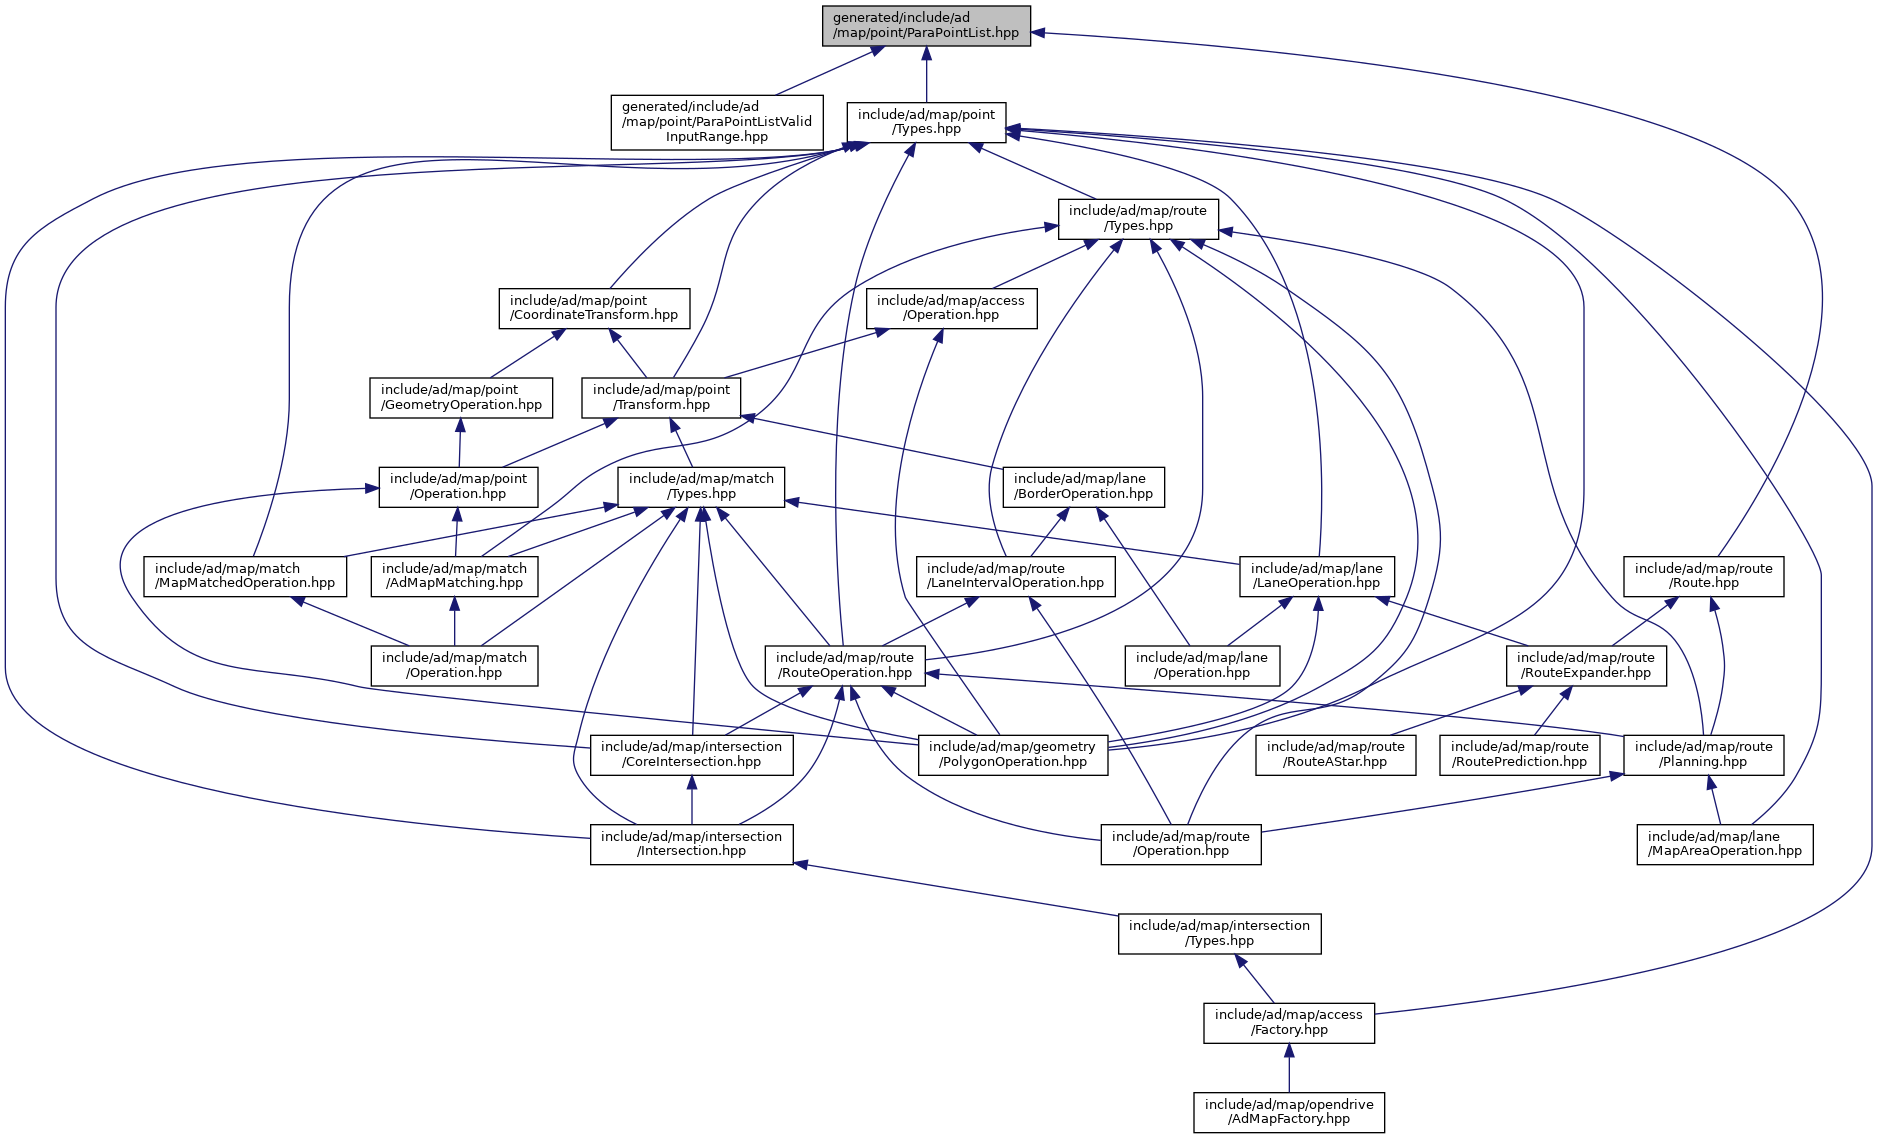 generated/include/ad
/map/point/ParaPointList.hpp
generated/include/ad
/map/point/ParaPointListValid
InputRange.hpp
include/ad/map/point
/Types.hpp
include/ad/map/route
/Types.hpp
include/ad/map/point
/CoordinateTransform.hpp
include/ad/map/access
/Operation.hpp
include/ad/map/point
/GeometryOperation.hpp
include/ad/map/point
/Transform.hpp
include/ad/map/point
/Operation.hpp
include/ad/map/match
/Types.hpp
include/ad/map/lane
/BorderOperation.hpp
include/ad/map/match
/MapMatchedOperation.hpp
include/ad/map/match
/AdMapMatching.hpp
include/ad/map/route
/LaneIntervalOperation.hpp
include/ad/map/lane
/LaneOperation.hpp
include/ad/map/route
/Route.hpp
include/ad/map/match
/Operation.hpp
include/ad/map/route
/RouteOperation.hpp
include/ad/map/lane
/Operation.hpp
include/ad/map/route
/RouteExpander.hpp
include/ad/map/intersection
/CoreIntersection.hpp
include/ad/map/geometry
/PolygonOperation.hpp
include/ad/map/route
/RouteAStar.hpp
include/ad/map/route
/RoutePrediction.hpp
include/ad/map/route
/Planning.hpp
include/ad/map/intersection
/Intersection.hpp
include/ad/map/route
/Operation.hpp
include/ad/map/lane
/MapAreaOperation.hpp
include/ad/map/intersection
/Types.hpp
include/ad/map/access
/Factory.hpp
include/ad/map/opendrive
/AdMapFactory.hpp